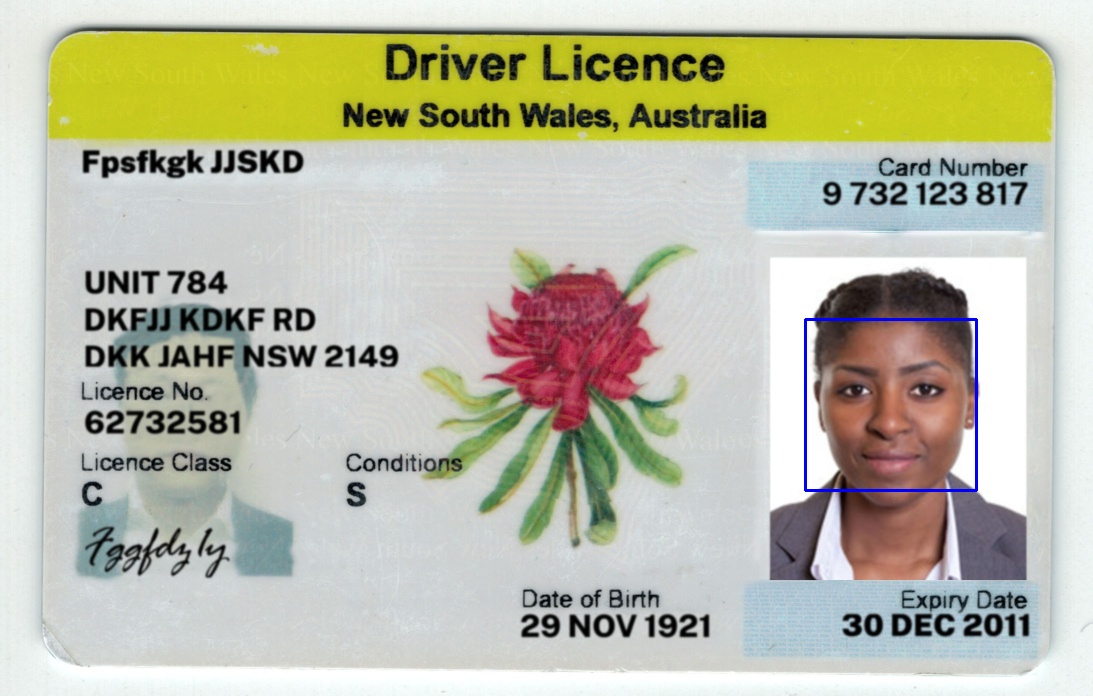 Driver Licence
New South Wales, Australia
Fpsfkgk JJSKD
Card Number
9 732 123 817
UNIT 784
DKFJJ KDKF RD
DKK JAHF NSW 2149
Licence No.
62732581
Licence Class
C
Conditions
S
Date of Birth
29 NOV 1921
Expiry Date
30 DEC 2011